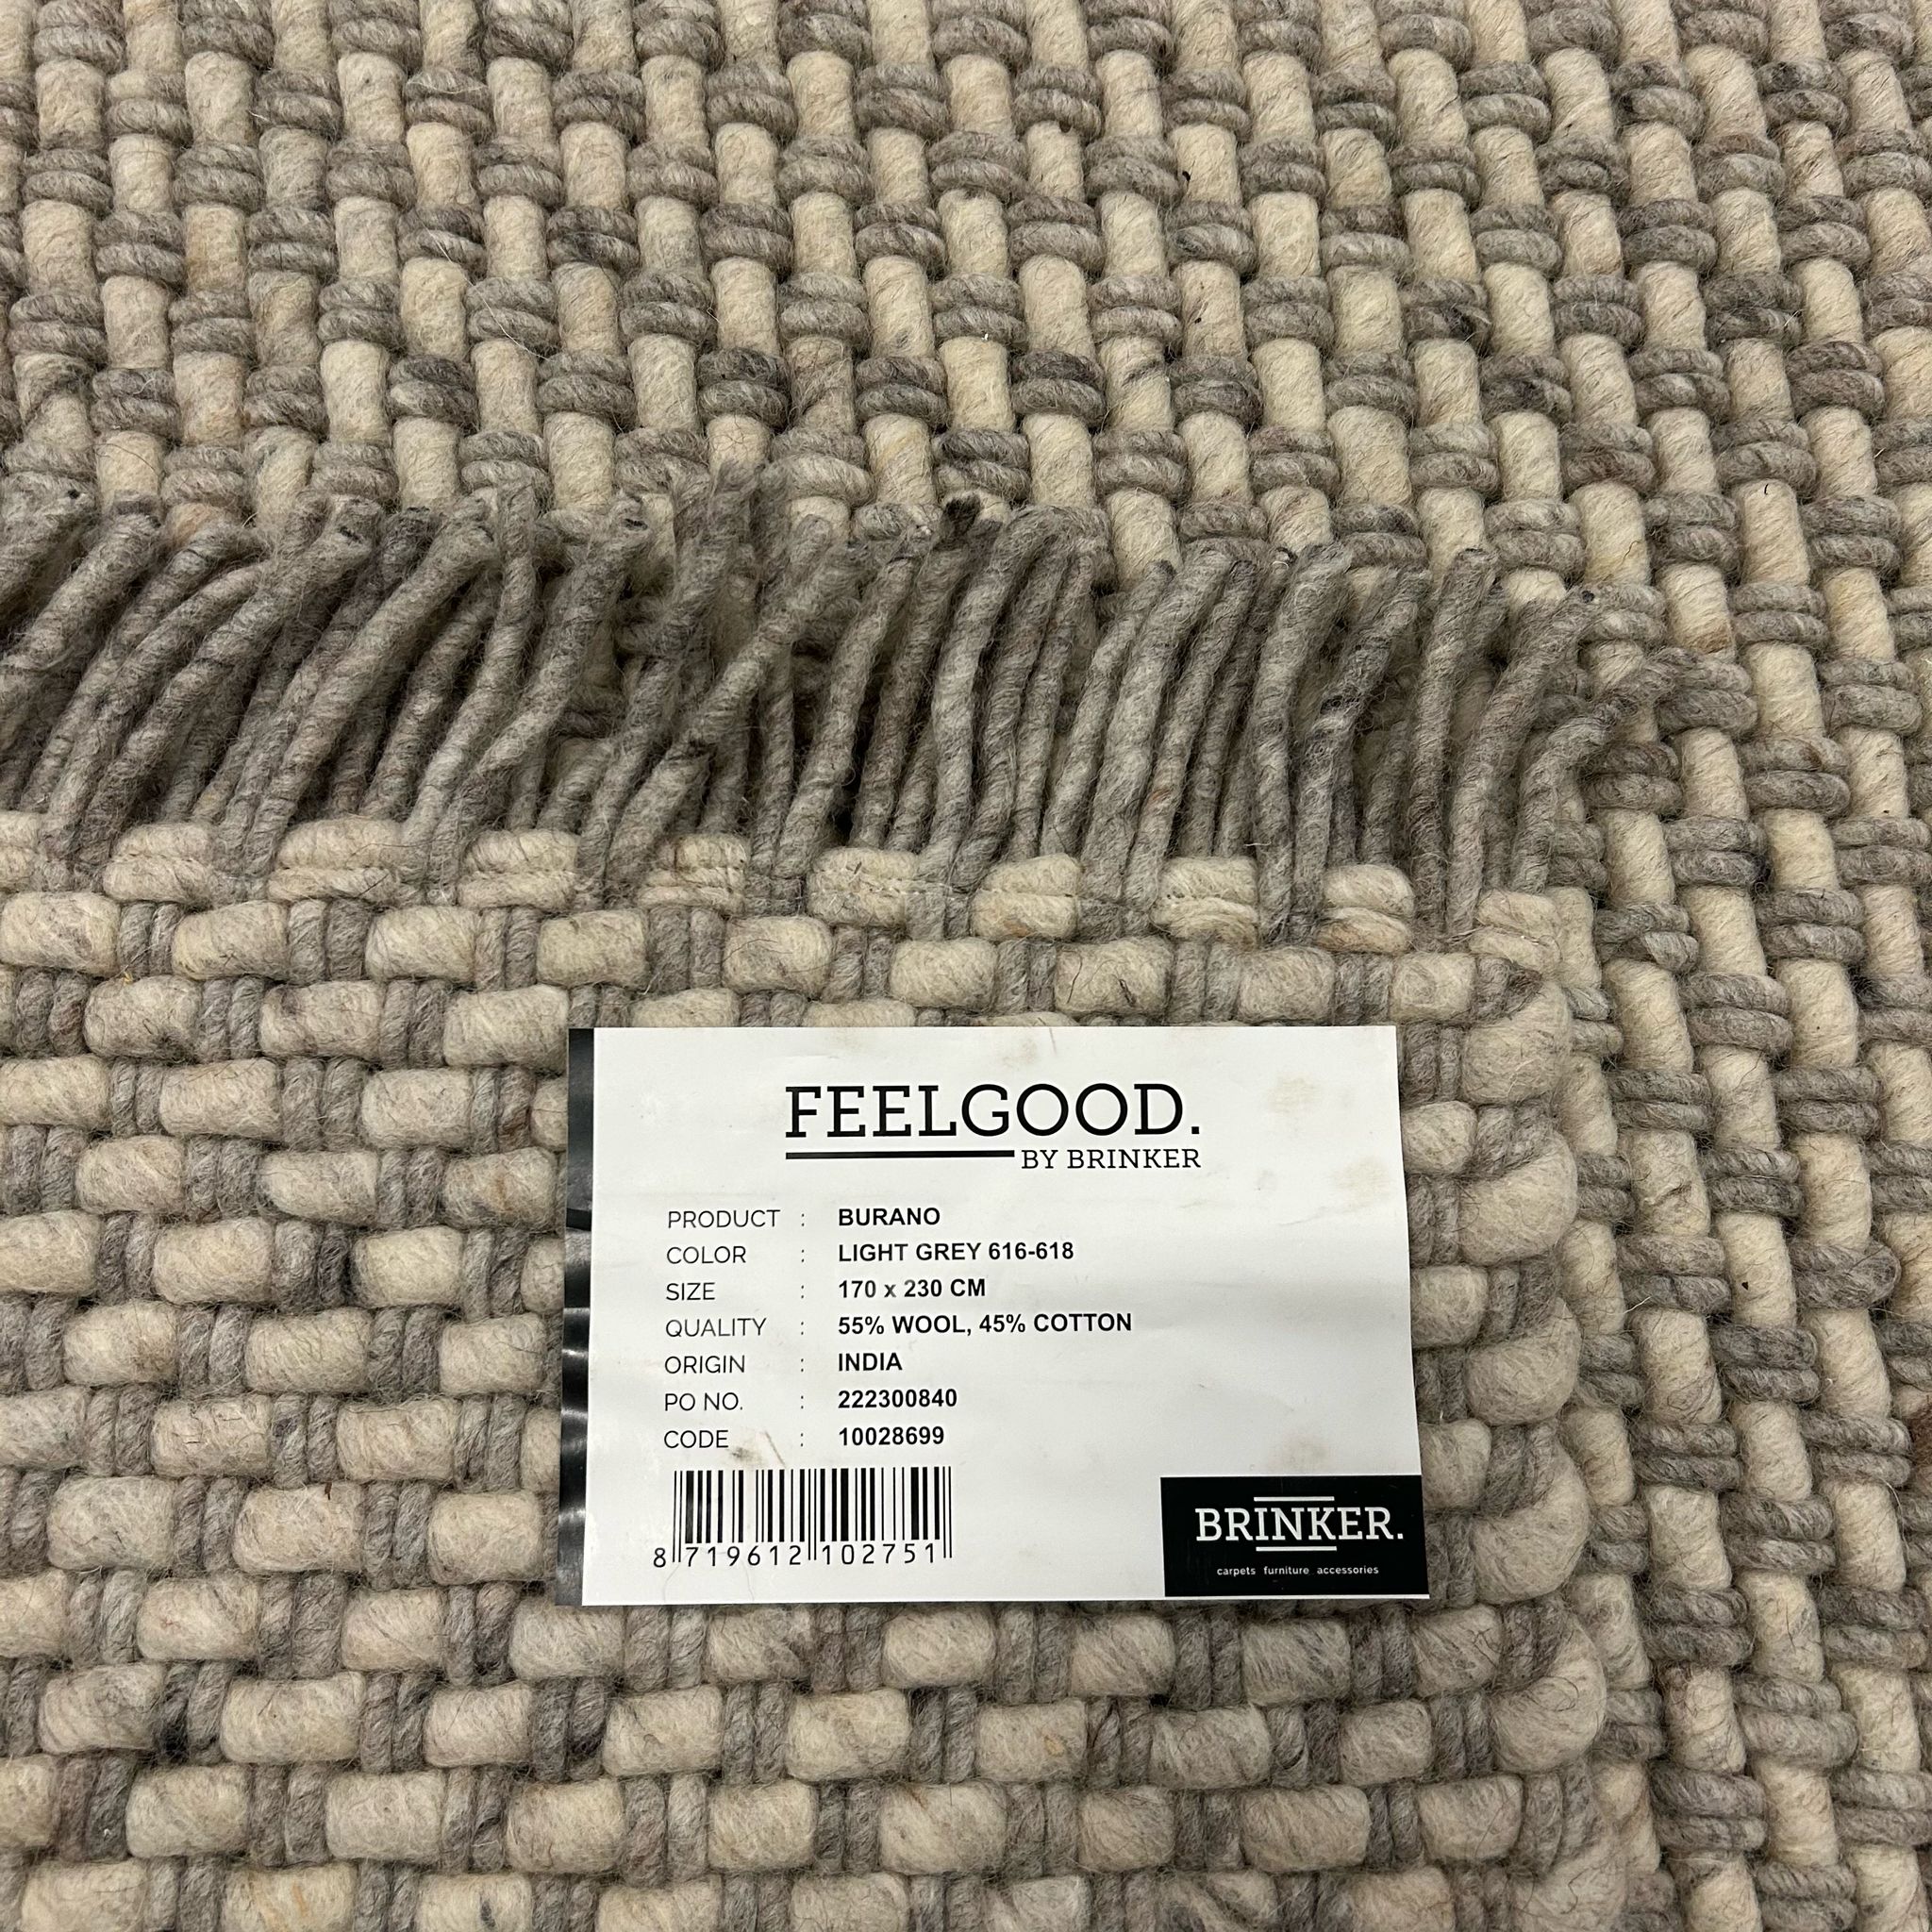 FEELGOOD.
BY BRINKER
PRODUCT : BURANO
COLOR : LIGHT GREY 616-618
SIZE : 170 x 230 CM
QUALITY : 55% WOOL, 45% COTTON
ORIGIN : INDIA
PO NO. : 222300840
CODE : 10028699
8 719612 102751
BRINKER.
carpets furniture accessories